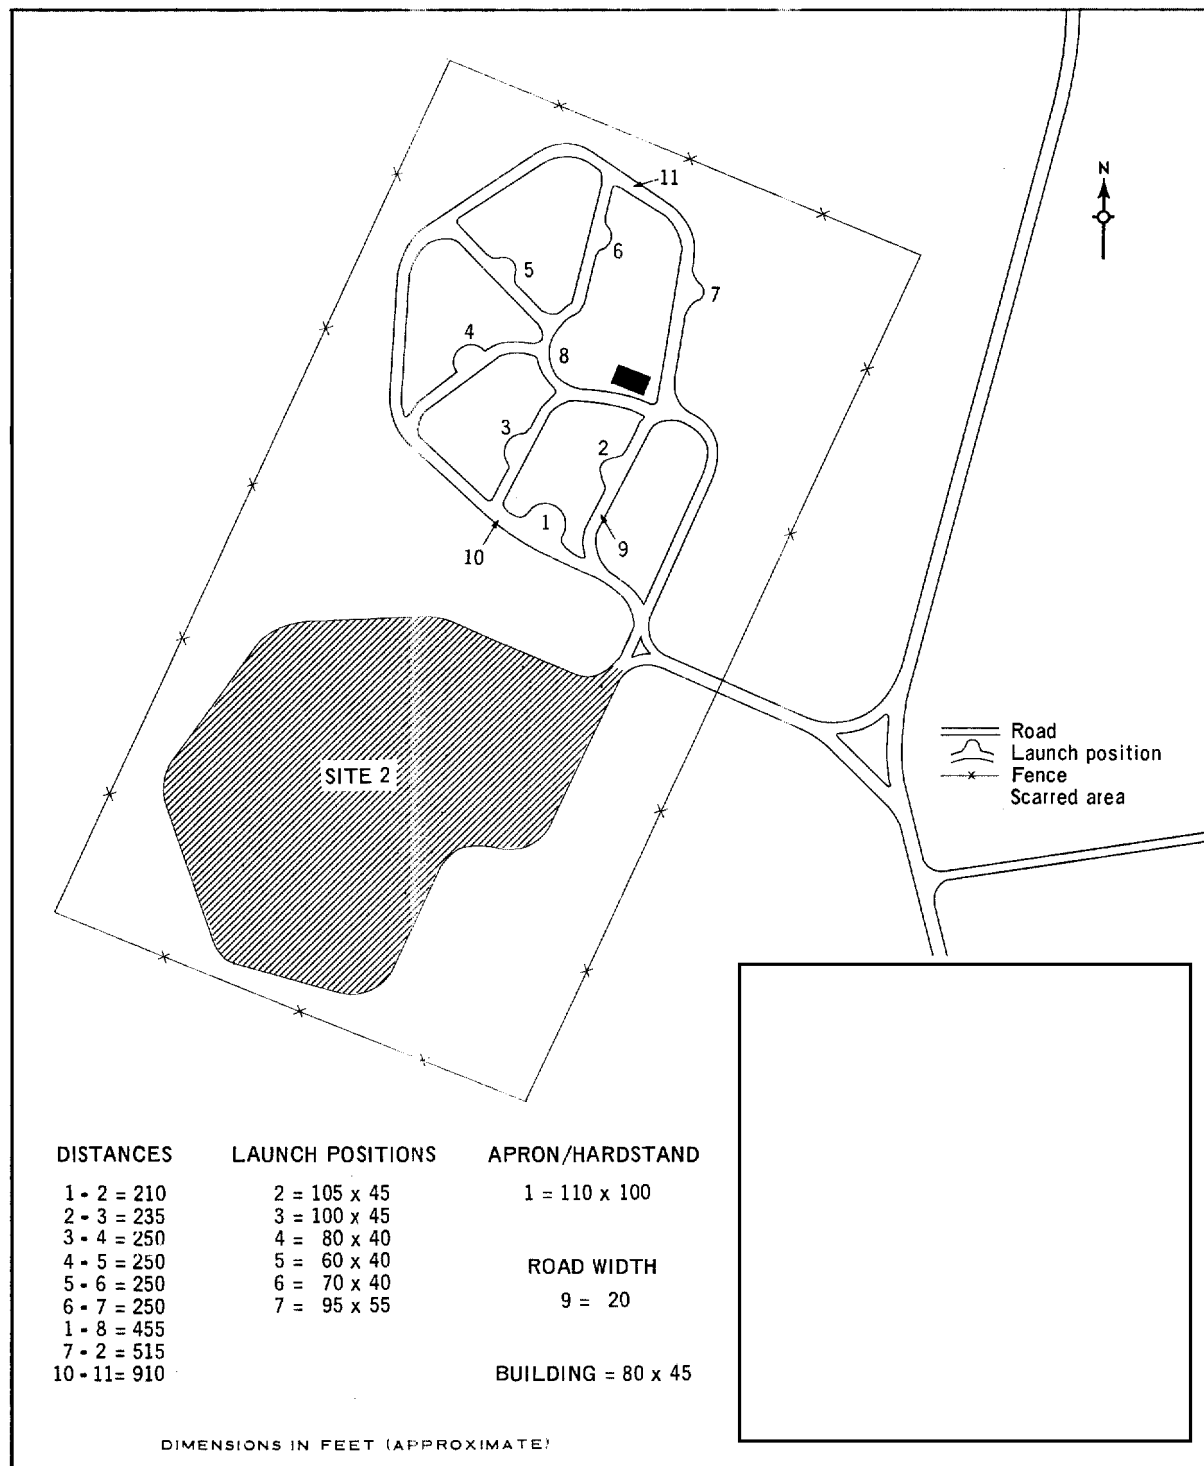 11
N
6
5
7
4
8
3
2
1
10
9
SITE 2
Road
Launch position
Fence
Scarred area
DISTANCES
1 - 2 = 210
2 - 3 = 235
3 - 4 = 250
4 - 5 = 250
5 - 6 = 250
6 - 7 = 250
1 - 8 = 455
7 - 2 = 515
10 - 11= 910
LAUNCH POSITIONS
2 = 105 x 45
3 = 100 x 45
4 = 80 x 40
5 = 60 x 40
6 = 70 x 40
7 = 95 x 55
APRON/HARDSTAND
1 = 110 x 100
ROAD WIDTH
9 = 20
BUILDING = 80 x 45
DIMENSIONS IN FEET (APPROXIMATE)